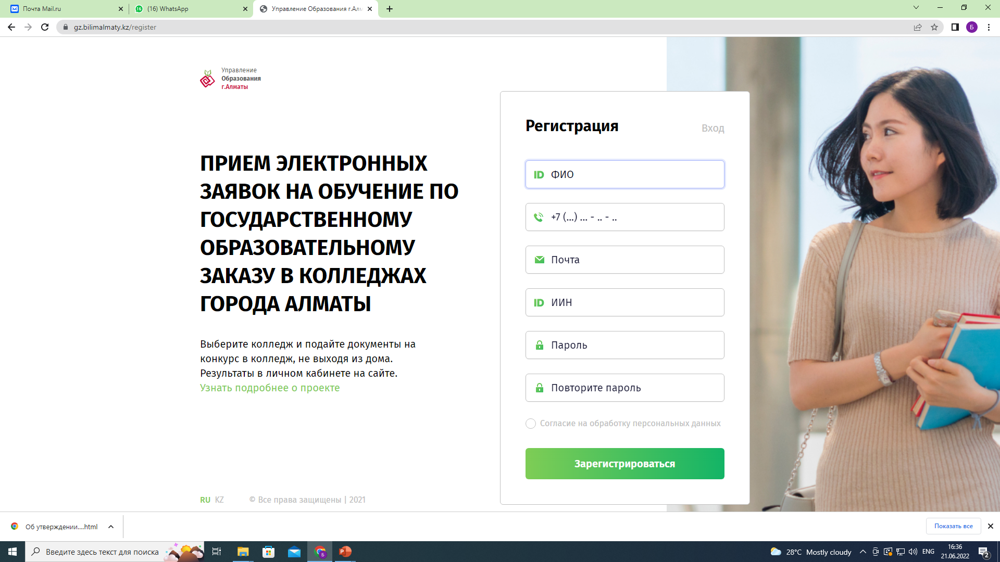 Почта Mail.ru
16
(16) WhatsApp
Управление Образования г.Алм
gz.bilimalmaty.kz/register
Б
Управление
Образования
г.Алматы
ПРИЕМ ЭЛЕКТРОННЫХ
ЗАЯВОК НА ОБУЧЕНИЕ ПО
ГОСУДАРСТВЕННОМУ
ОБРАЗОВАТЕЛЬНОМУ
ЗАКАЗУ В КОЛЛЕДЖАХ
ГОРОДА АЛМАТЫ
Выберите колледж и подайте документы на
конкурс в колледж, не выходя из дома.
Результаты в личном кабинете на сайте.
Узнать подробнее о проекте
RU KZ
© Все права защищены | 2021
Регистрация
Вход
ID ФИО
+7 (...) ... - .. - ..
Почта
ID ИИН
Пароль
Повторите пароль
Согласие на обработку персональных данных
Зарегистрироваться
Об утверждении....html
Показать все
Введите здесь текст для поиска
Б
P
28°C Mostly cloudy
ENG
16:36
21.06.2022
2